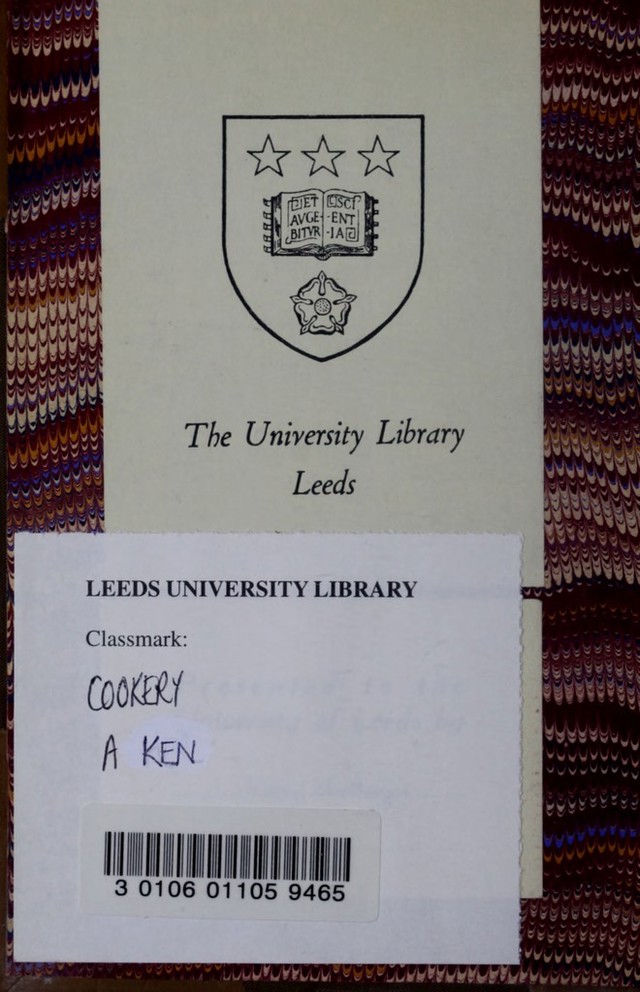 ET
AVGE-
BITVR
SCI
-ENT
-IA
The University Library
Leeds
LEEDS UNIVERSITY LIBRARY
Classmark:
COOKERY
A KEN
3 0106 01105 9465